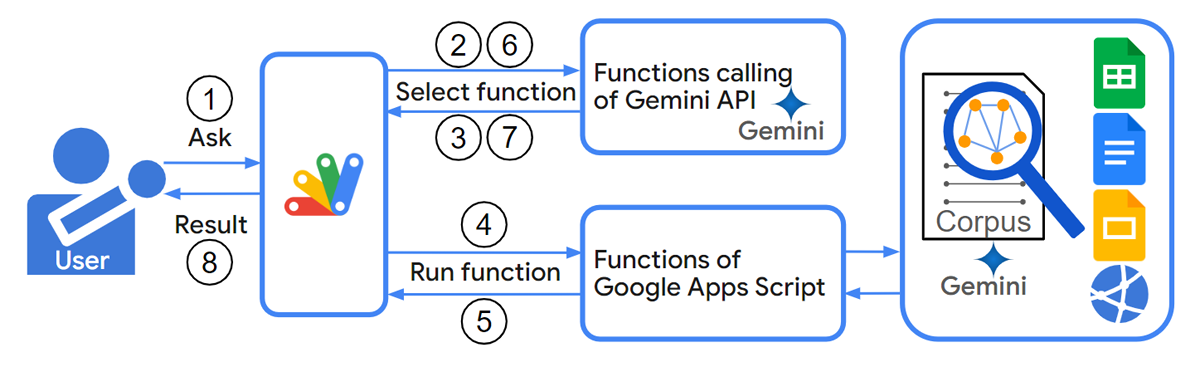 1
Ask
User
Result
8
2 6
Select function
3 7
4
Run function
5
Functions calling
of Gemini API
Gemini
Functions of
Google Apps Script
Corpus
Gemini